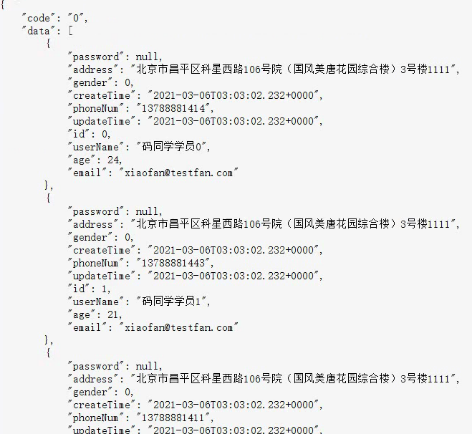 {
"code": "0",
"data": [
{
"password": null,
"address": "北京市昌平区科星西路106号院（国风美唐花园综合楼）3号楼1111",
"gender": 0,
"createTime": "2021-03-06T03:03:02.232+0000",
"phoneNum": "13788881414",
"updateTime": "2021-03-06T03:03:02.232+0000",
"id": 0,
"userName": "码同学学员0",
"age": 24,
"email": "xiaofan@testfan.com"
},
{
"password": null,
"address": "北京市昌平区科星西路106号院（国风美唐花园综合楼）3号楼1111",
"gender": 0,
"createTime": "2021-03-06T03:03:02.232+0000",
"phoneNum": "13788881443",
"updateTime": "2021-03-06T03:03:02.232+0000",
"id": 1,
"userName": "码同学学员1",
"age": 21,
"email": "xiaofan@testfan.com"
},
{
"password": null,
"address": "北京市昌平区科星西路106号院（国风美唐花园综合楼）3号楼1111",
"gender": 0,
"createTime": "2021-03-06T03:03:02.232+0000",
"phoneNum": "13788881411",
"updateTime": "2021-03-06T03:03:02.232+0000",